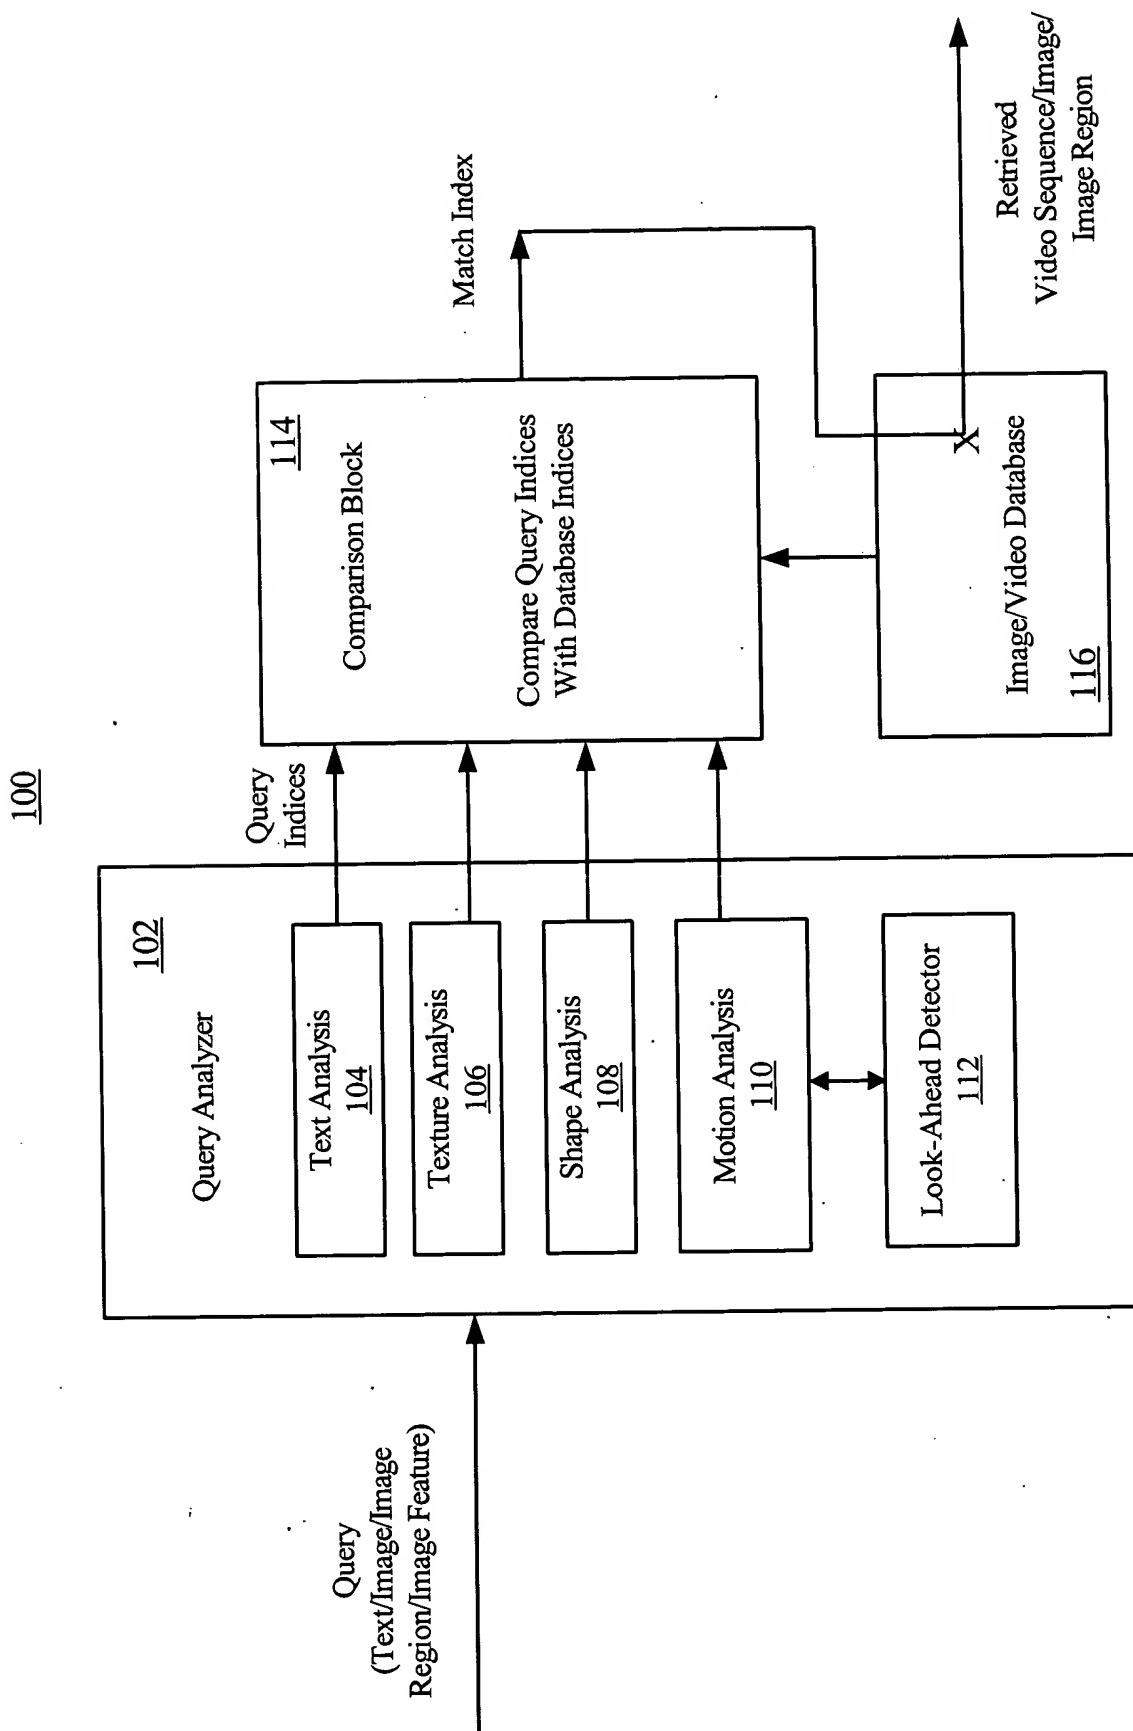 100
Query
(Text/Image/Image
Region/Image Feature)
Query Analyzer
102
Text Analysis
104
Texture Analysis
106
Shape Analysis
108
Motion Analysis
110
Look-Ahead Detector
112
Query
Indices
114
Comparison Block
Compare Query Indices
With Database Indices
Match Index
Image/Video Database
116
X
Retrieved
Video Sequence/Image/
Image Region